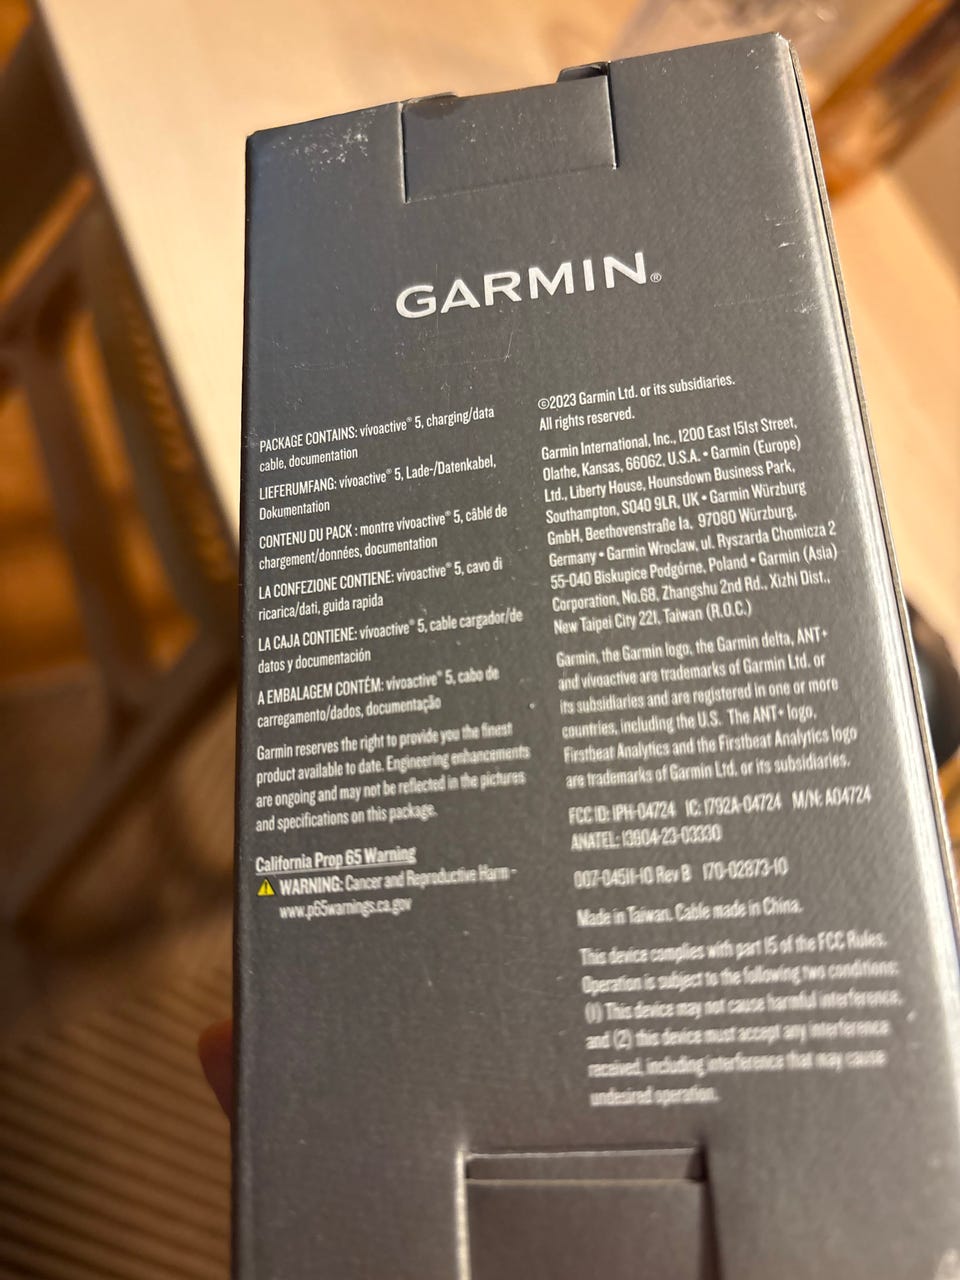 GARMIN®
PACKAGE CONTAINS: vívoactive® 5, charging/data
cable, documentation
LIEFERUMFANG: vívoactive® 5, Lade-/Datenkabel,
Dokumentation
CONTENU DU PACK : montre vívoactive® 5, câble de
chargement/données, documentation
LA CONFEZIONE CONTIENE: vívoactive® 5, cavo di
ricarica/dati, guida rapida
LA CAJA CONTIENE: vívoactive® 5, cable cargador/de
datos y documentación
A EMBALAGEM CONTÉM: vívoactive® 5, cabo de
carregamento/dados, documentação
Garmin reserves the right to provide you the finest
product available to date. Engineering enhancements
are ongoing and may not be reflected in the pictures
and specifications on this package.
California Prop 65 Warning
WARNING: Cancer and Reproductive Harm -
www.p65warnings.ca.gov
©2023 Garmin Ltd. or its subsidiaries.
All rights reserved.
Garmin International, Inc., 1200 East 151st Street,
Olathe, Kansas, 66062, U.S.A. • Garmin (Europe)
Ltd., Liberty House, Hounsdown Business Park,
Southampton, SO40 9LR, UK • Garmin Würzburg
GmbH, Beethovenstraße 1a, 97080 Würzburg,
Germany • Garmin Wroclaw, ul. Ryszarda Chomicza 2
55-040 Biskupice Podgórne, Poland • Garmin (Asia)
Corporation, No.68, Zhangshu 2nd Rd., Xizhi Dist.,
New Taipei City 221, Taiwan (R.O.C.)
Garmin, the Garmin logo, the Garmin delta, ANT+
and vívoactive are trademarks of Garmin Ltd. or
its subsidiaries and are registered in one or more
countries, including the U.S. The ANT+ logo,
Firstbeat Analytics and the Firstbeat Analytics logo
are trademarks of Garmin Ltd. or its subsidiaries.
FCC ID: IPH-04724 IC: 1792A-04724 M/N: A04724
ANATEL: 13904-23-03330
007-04511-10 Rev B 170-02873-10
Made in Taiwan. Cable made in China.
This device complies with part 15 of the FCC Rules.
Operation is subject to the following two conditions:
(1) This device may not cause harmful interference,
and (2) this device must accept any interference
received, including interference that may cause
undesired operation.